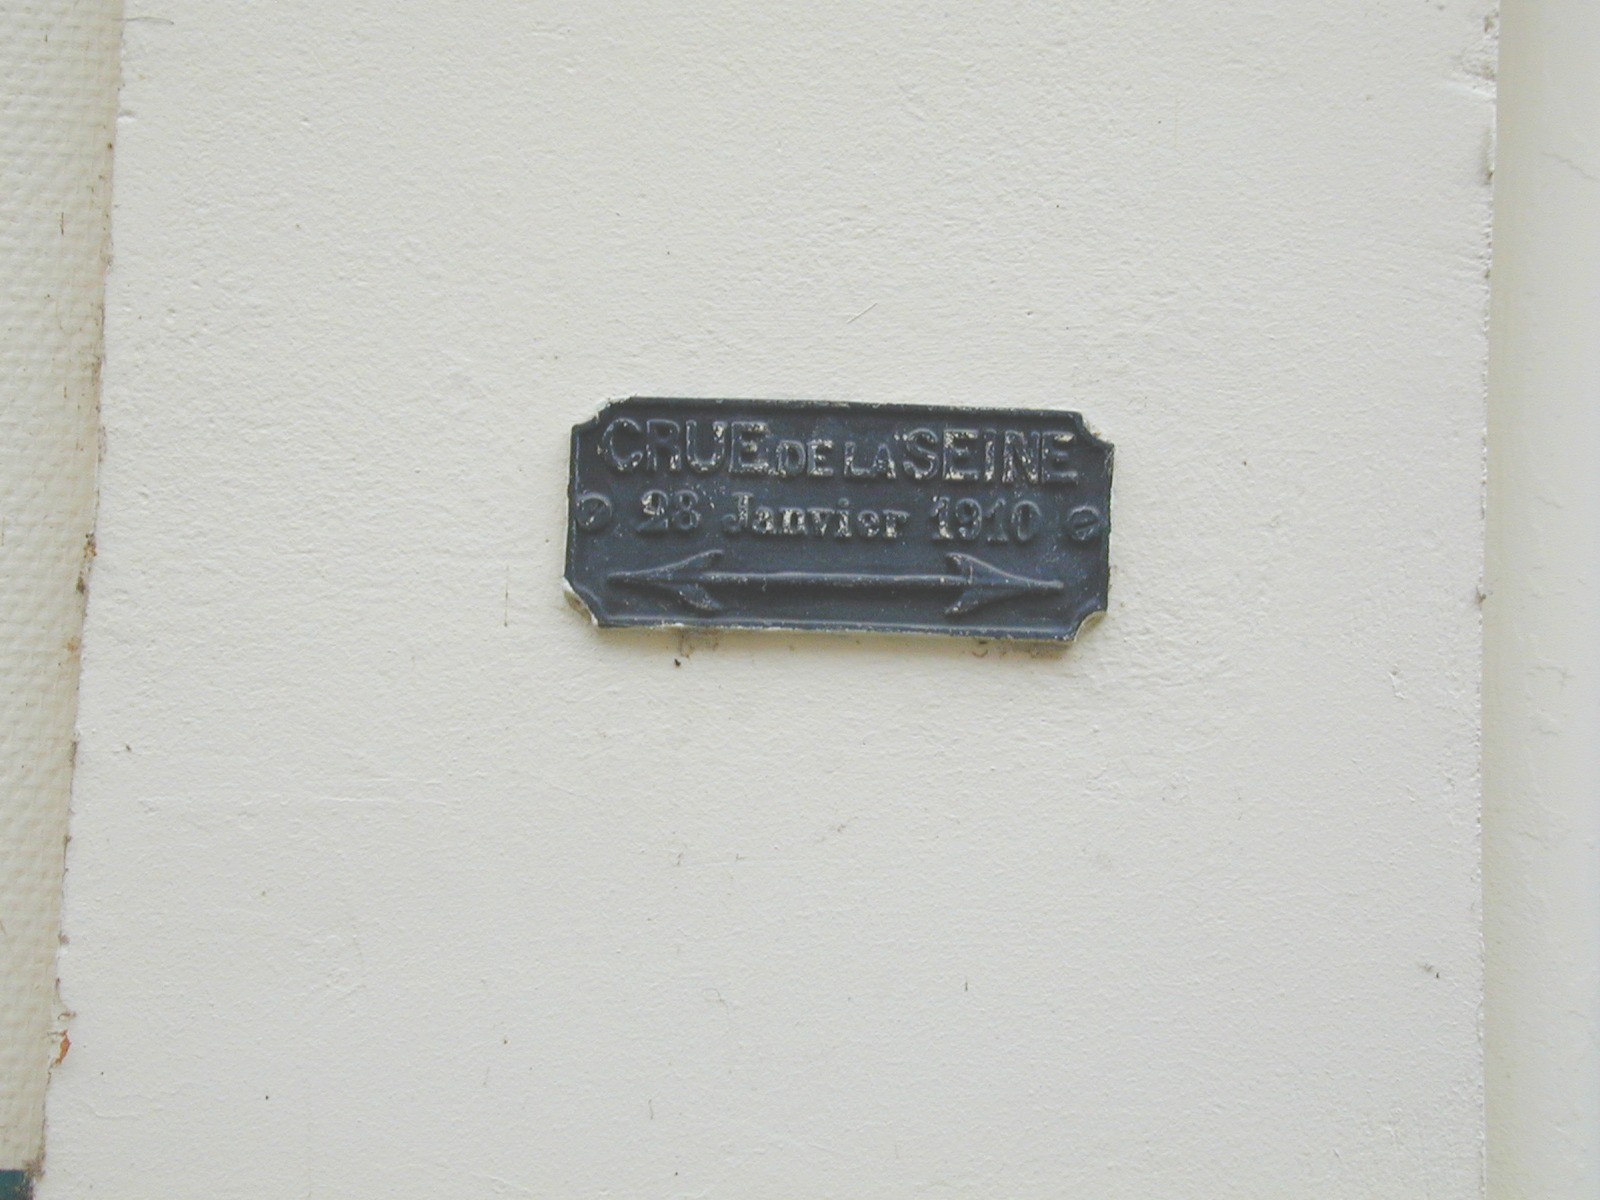 CRUE DE LA SEINE
28 Janvier 1910